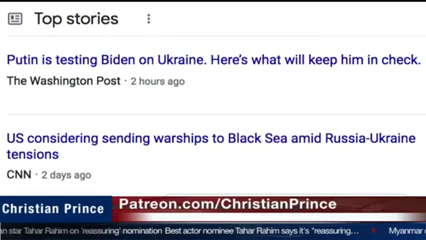 Top stories
Putin is testing Biden on Ukraine. Here's what will keep him in check.
The Washington Post · 2 hours ago
US considering sending warships to Black Sea amid Russia-Ukraine
tensions
CNN · 2 days ago
Christian Prince
Patreon.com/ChristianPrince
an star Tahar Rahim on 'reassuring' nomination Best actor nominee Tahar Rahim says it's "reassuring... Myanmar